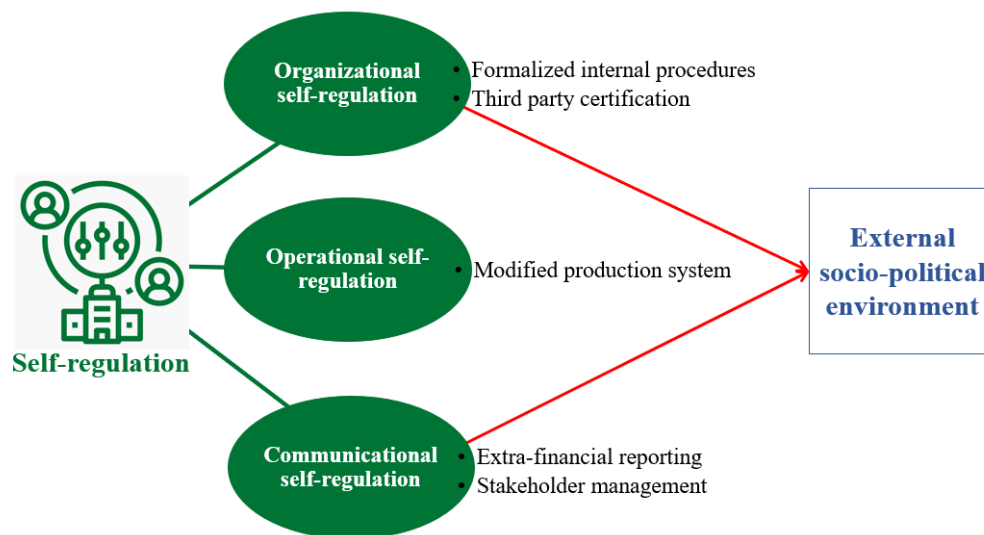 Organizational
self-regulation
• Formalized internal procedures
• Third party certification
Self-regulation
Operational self-
regulation
• Modified production system
External
socio-political
environment
Communicational
self-regulation
• Extra-financial reporting
• Stakeholder management